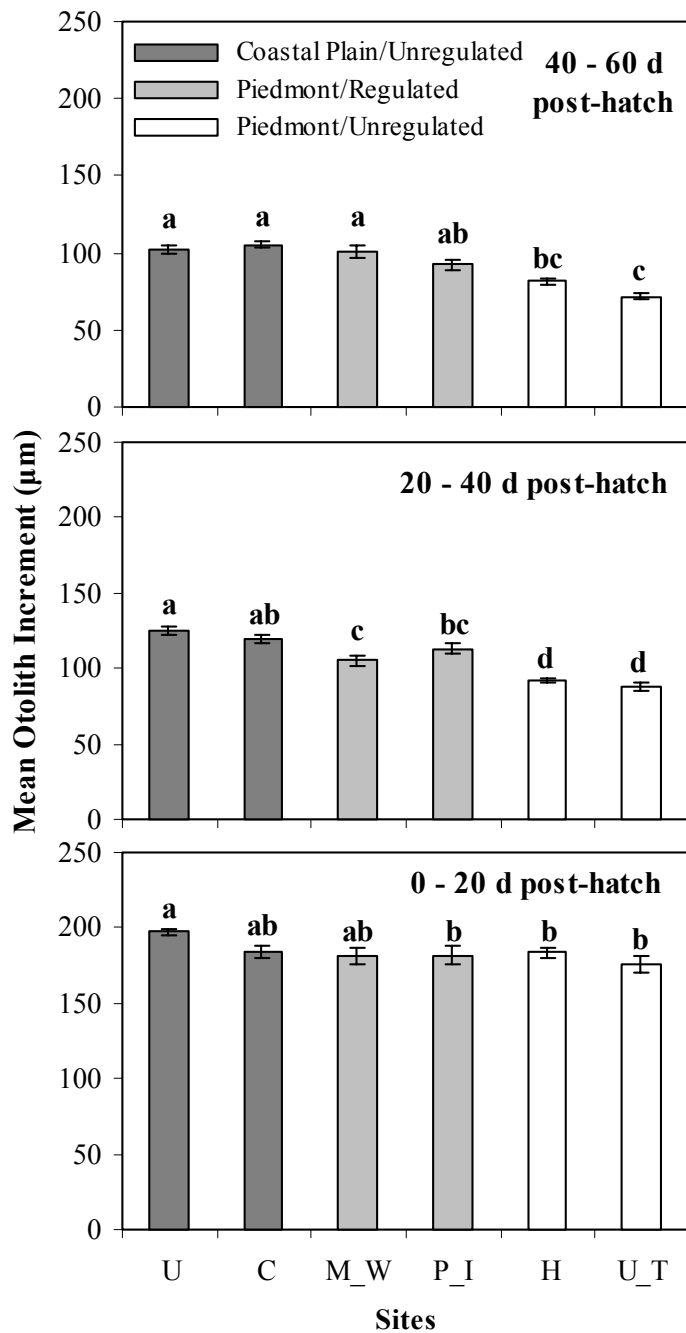 Mean Otolith Increment (µm)
250
200
150
100
50
0
Coastal Plain/Unregulated
Piedmont/Regulated
Piedmont/Unregulated
40 - 60 d
post-hatch
a a a ab bc c
250
200
150
100
50
0
20 - 40 d post-hatch
a ab c bc d d
250
200
150
100
50
0
0 - 20 d post-hatch
a ab ab b b b
U C M_W P_I H U_T
Sites